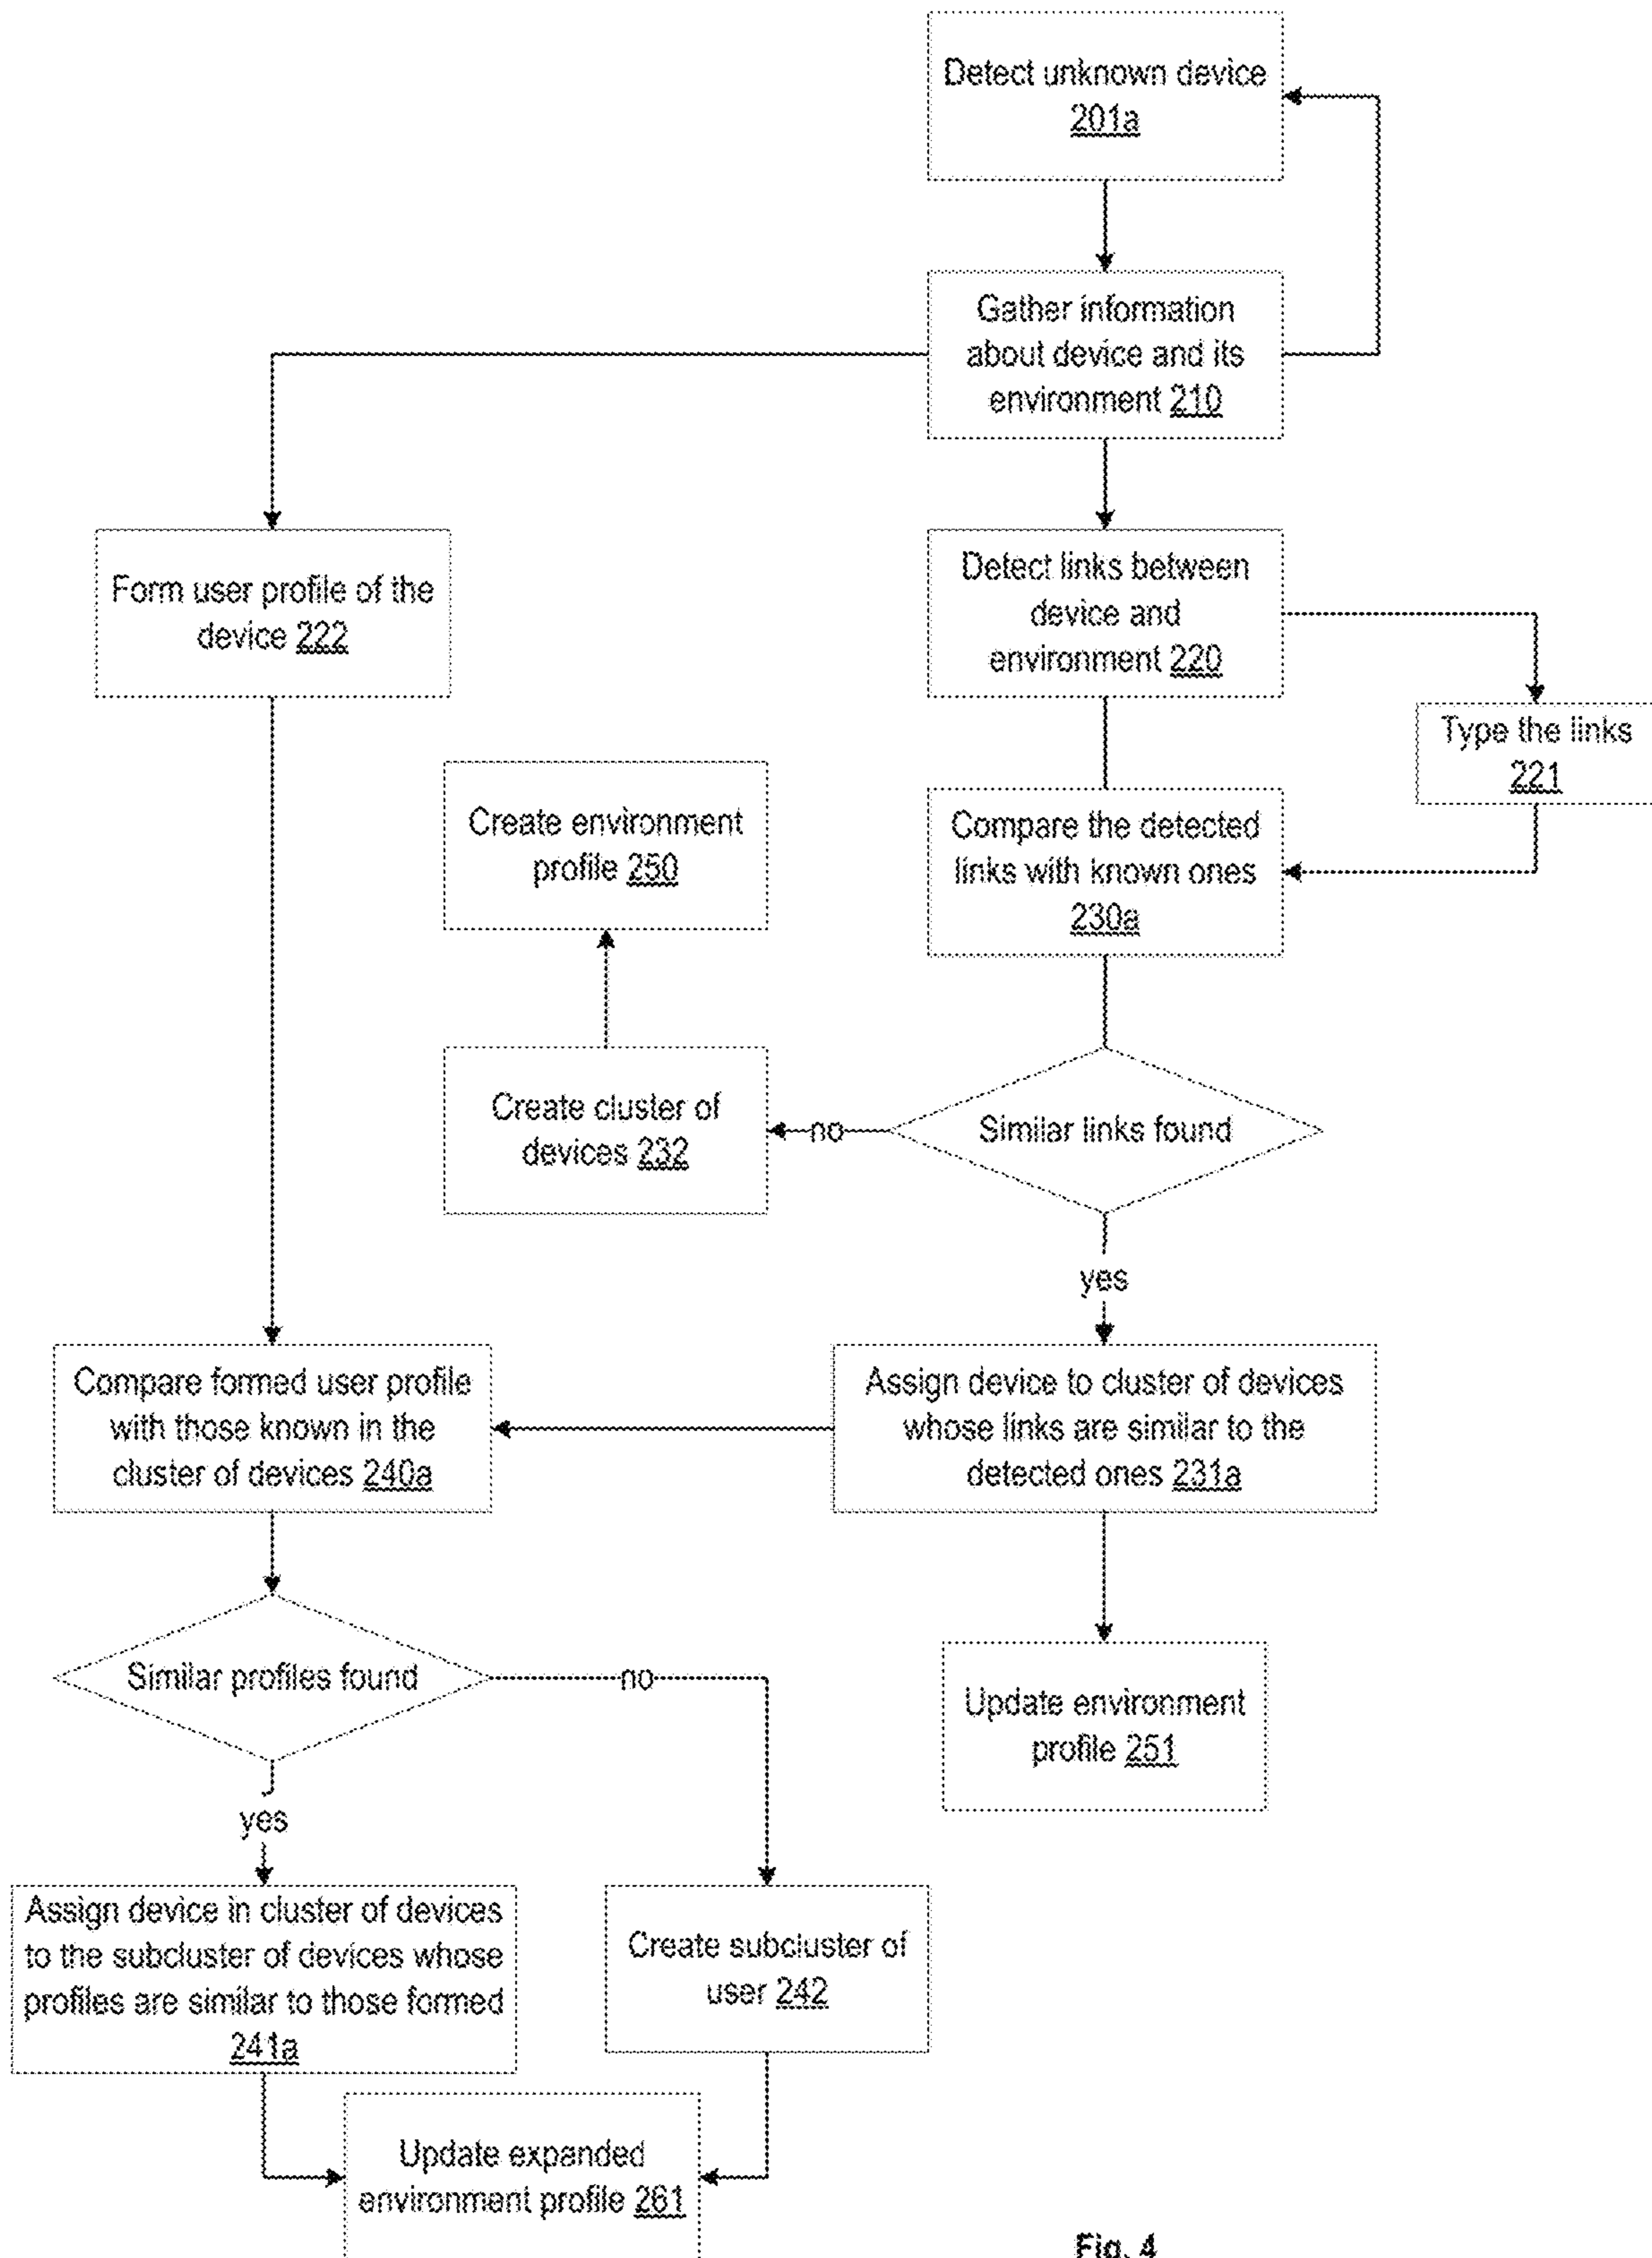 Detect unknown device
201a
Gather information
about device and its
environment 210
Form user profile of the
device 222
Detect links between
device and
environment 220
Type the links
221
Create environment
profile 250
Compare the detected
links with known ones
230a
Create cluster of
devices 232
no
Similar links found
yes
Compare formed user profile
with those known in the
cluster of devices 240a
Assign device to cluster of devices
whose links are similar to the
detected ones 231a
Similar profiles found
no
Update environment
profile 251
yes
Assign device in cluster of devices
to the subcluster of devices whose
profiles are similar to those formed
241a
Create subcluster of
user 242
Update expanded
environment profile 261
Fig. 4